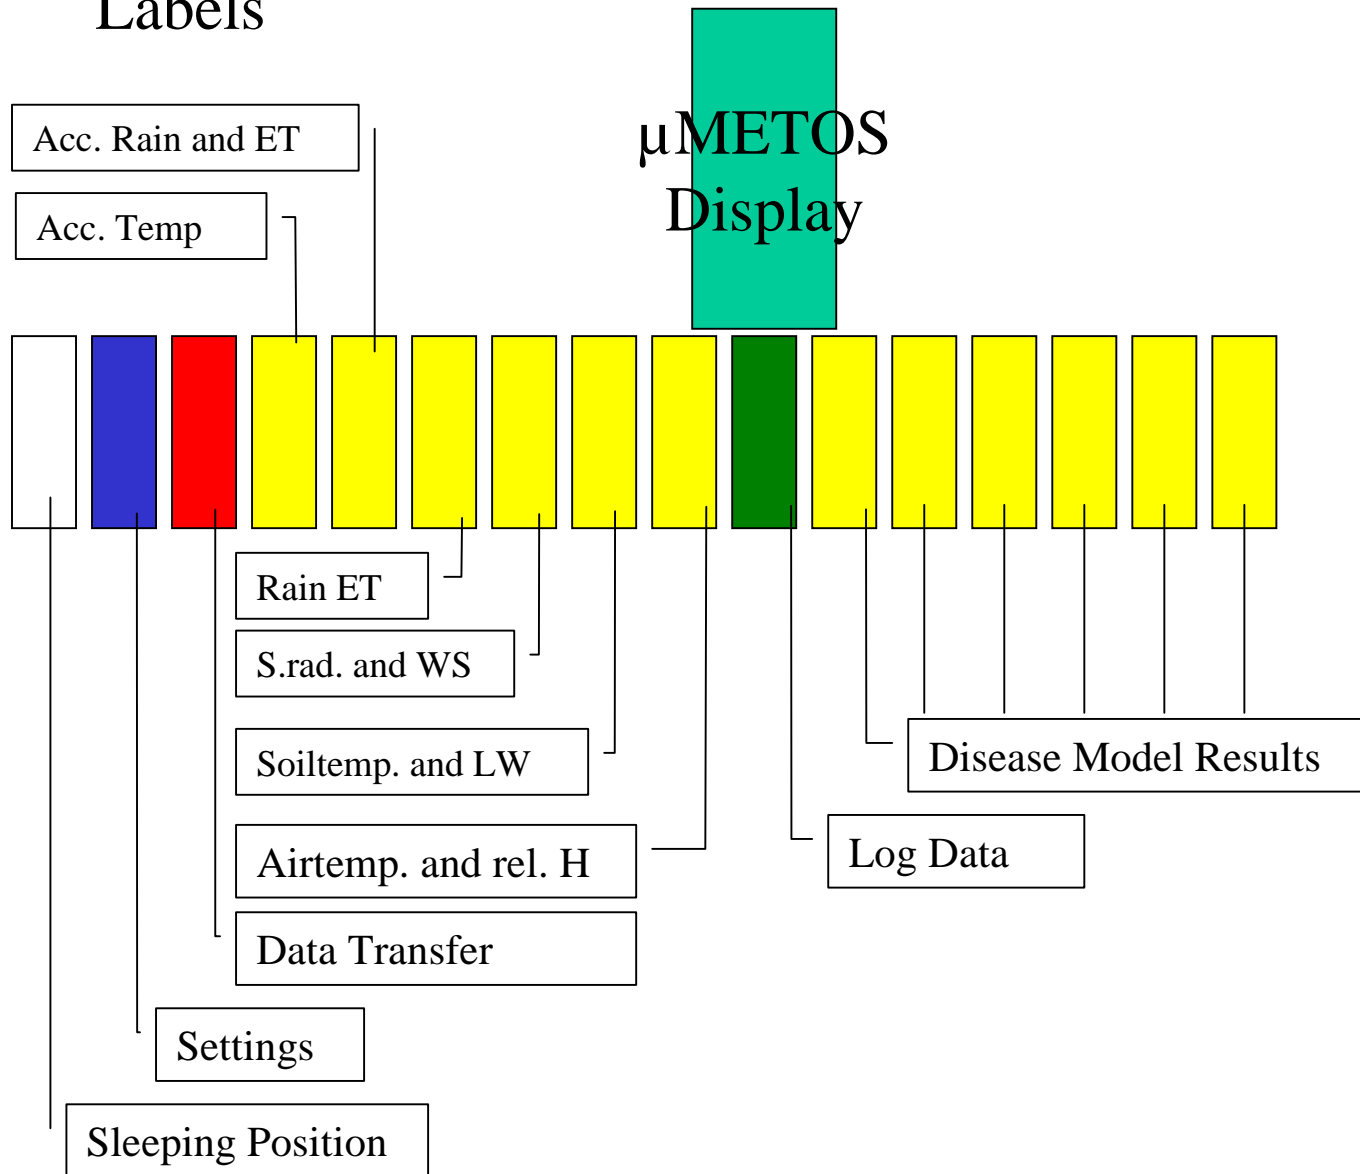 Labels
µMETOS
Display
Acc. Rain and ET
Acc. Temp
Rain ET
S.rad. and WS
Soiltemp. and LW
Disease Model Results
Airtemp. and rel. H
Log Data
Data Transfer
Settings
Sleeping Position